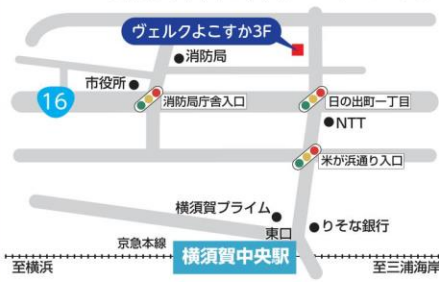 ヴェルクよこすか3F
消防局
市役所
16
消防局庁舎入口
日の出町一丁目
NTT
米が浜通り入口
横須賀プライム
東口
りそな銀行
京急本線
横須賀中央駅
至横浜
至三浦海岸